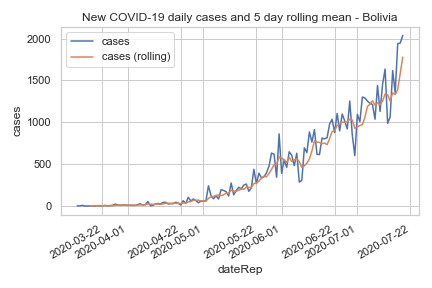 New COVID-19 daily cases and 5 day rolling mean - Bolivia
cases
cases (rolling)
2000
1500
1000
500
0
cases
2020-03-22
2020-04-01
2020-04-22
2020-05-01
2020-05-22
2020-06-01
2020-06-22
2020-07-01
2020-07-22
dateRep